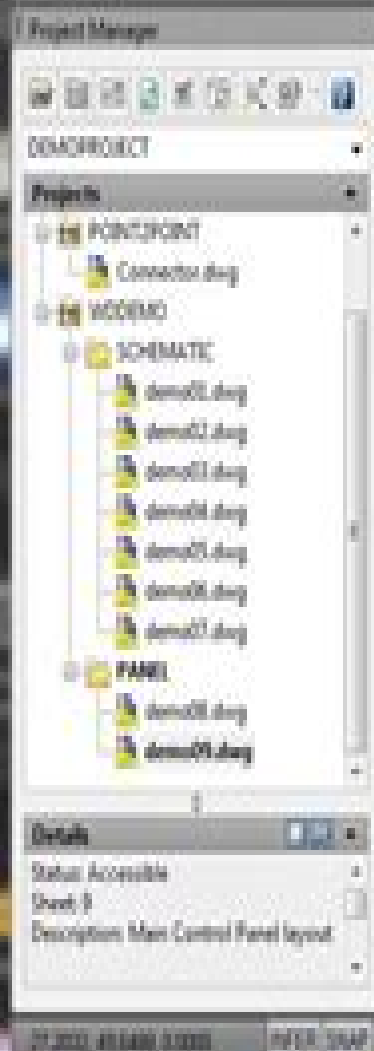 Project Manager
DEMOPROJECT
Projects
POINT2POINT
Connector.dwg
WDDEMO
SCHEMATIC
demo01.dwg
demo02.dwg
demo03.dwg
demo04.dwg
demo05.dwg
demo06.dwg
demo07.dwg
PANEL
demo08.dwg
demo09.dwg
Details
Status: Accessible
Sheet: 9
Description: Main Control Panel layout
INFER SNAP